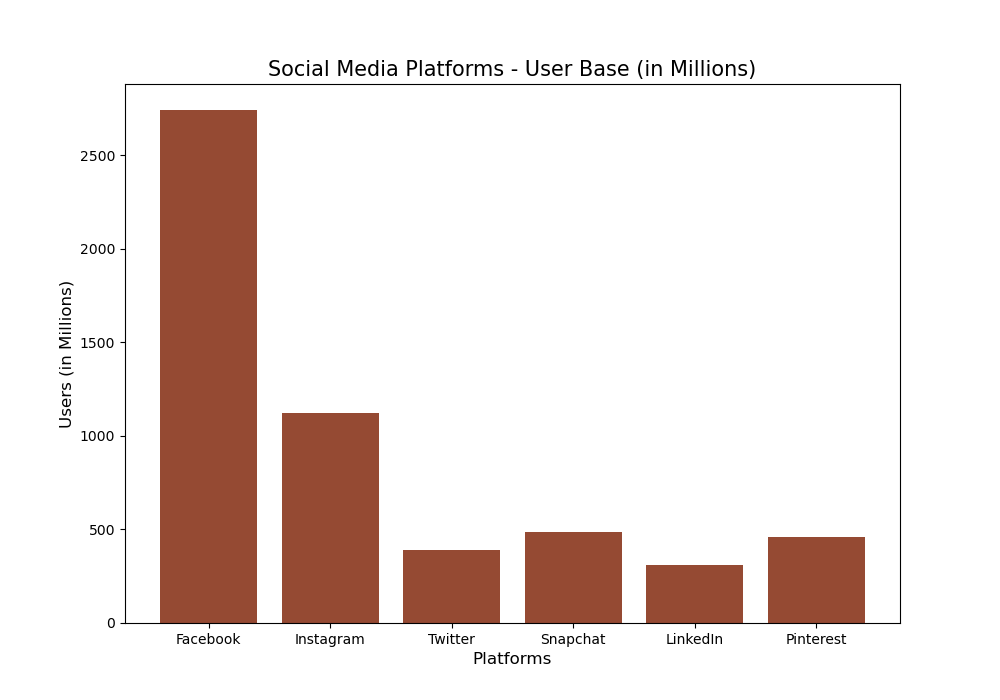 Social Media Platforms - User Base (in Millions)
Users (in Millions)
2500
2000
1500
1000
500
0
Facebook Instagram Twitter Snapchat LinkedIn Pinterest
Platforms